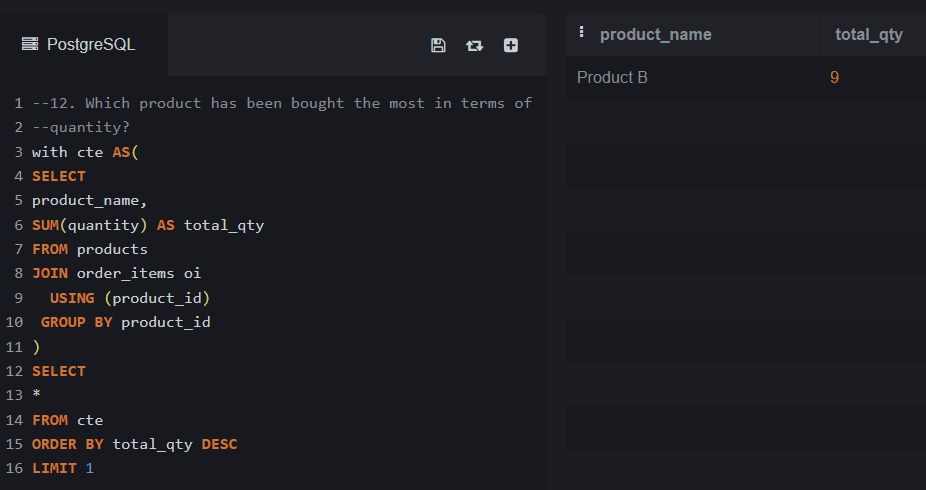 PostgreSQL
1 --12. Which product has been bought the most in terms of
2 --quantity?
3 with cte AS(
4 SELECT
5 product_name,
6 SUM(quantity) AS total_qty
7 FROM products
8 JOIN order_items oi
9   USING (product_id)
10  GROUP BY product_id
11 )
12 SELECT
13 *
14 FROM cte
15 ORDER BY total_qty DESC
16 LIMIT 1
product_name total_qty
Product B 9